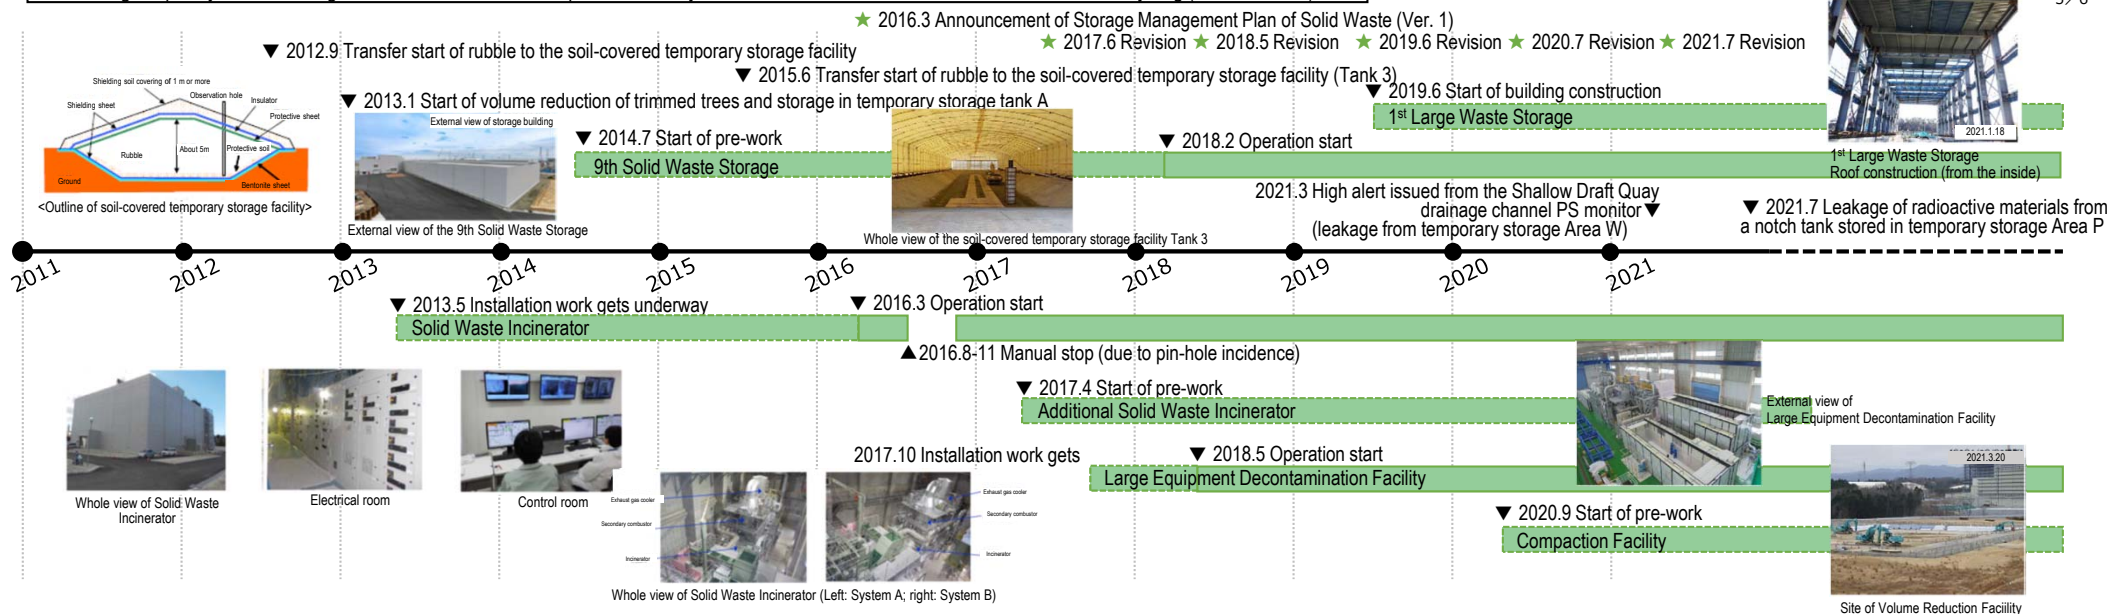 ★ 2016.3 Announcement of Storage Management Plan of Solid Waste (Ver. 1)
★ 2017.6 Revision ★ 2018.5 Revision ★ 2019.6 Revision ★ 2020.7 Revision ★ 2021.7 Revision
▼ 2012.9 Transfer start of rubble to the soil-covered temporary storage facility
▼ 2015.6 Transfer start of rubble to the soil-covered temporary storage facility (Tank 3)
▼ 2013.1 Start of volume reduction of trimmed trees and storage in temporary storage tank A
▼ 2019.6 Start of building construction
1st Large Waste Storage
2021.1.18
1st Large Waste Storage
Roof construction (from the inside)
Shielding soil covering of 1 m or more
Observation hole
Insulator
Shielding sheet
Protective sheet
Rubble
About 5m
Protective soil
Ground
Bentonite sheet
<Outline of soil-covered temporary storage facility>
External view of storage building
External view of the 9th Solid Waste Storage
▼ 2014.7 Start of pre-work
9th Solid Waste Storage
▼ 2018.2 Operation start
Whole view of the soil-covered temporary storage facility Tank 3
2021.3 High alert issued from the Shallow Draft Quay
drainage channel PS monitor ▼
(leakage from temporary storage Area W)
▼ 2021.7 Leakage of radioactive materials from
a notch tank stored in temporary storage Area P
2011
2012
2013
2014
2015
2016
2017
2018
2019
2020
2021
▼ 2013.5 Installation work gets underway
▼ 2016.3 Operation start
Solid Waste Incinerator
▲ 2016.8-11 Manual stop (due to pin-hole incidence)
▼ 2017.4 Start of pre-work
Additional Solid Waste Incinerator
External view of
Large Equipment Decontamination Facility
2017.10 Installation work gets
▼ 2018.5 Operation start
Large Equipment Decontamination Facility
▼ 2020.9 Start of pre-work
Compaction Facility
2021.3.20
Site of Volume Reduction Faciility
Whole view of Solid Waste
Incinerator
Electrical room
Control room
Exhaust gas cooler
Secondary combustor
Incinerator
Exhaust gas cooler
Secondary combustor
Incinerator
Whole view of Solid Waste Incinerator (Left: System A; right: System B)